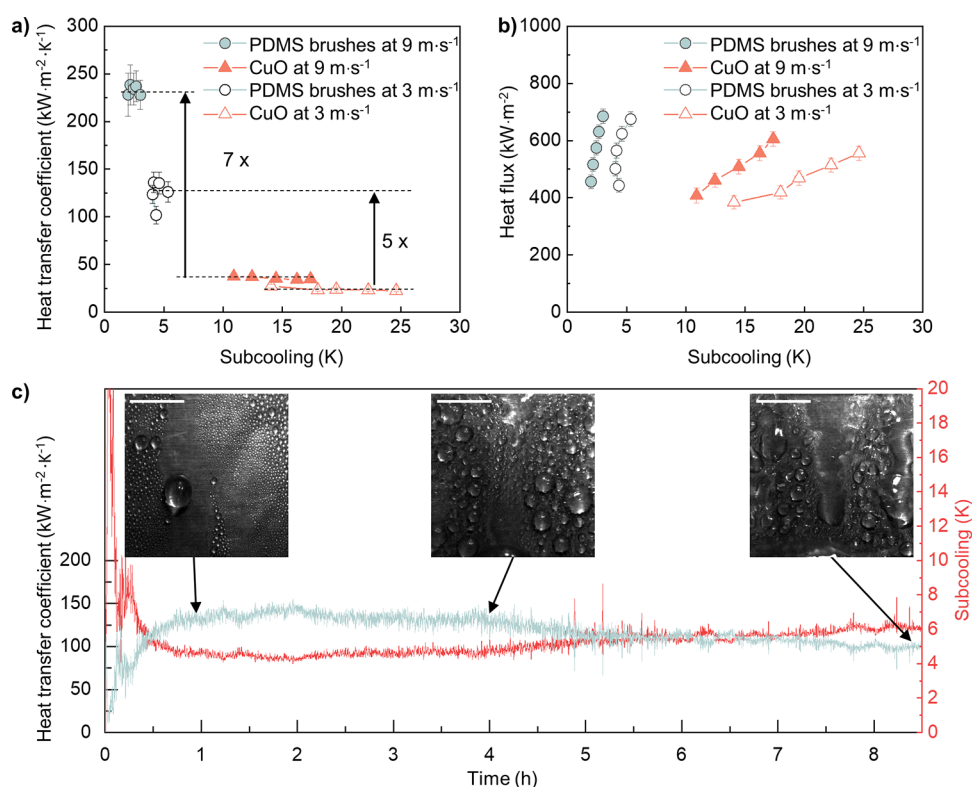 a)
Heat transfer coefficient (kW·m⁻²·K⁻¹)
300
250
200
150
100
50
0
PDMS brushes at 9 m·s⁻¹
CuO at 9 m·s⁻¹
PDMS brushes at 3 m·s⁻¹
CuO at 3 m·s⁻¹
7 x
5 x
0 5 10 15 20 25 30
Subcooling (K)
b)
Heat flux (kW·m⁻²)
1000
800
600
400
200
0
PDMS brushes at 9 m·s⁻¹
CuO at 9 m·s⁻¹
PDMS brushes at 3 m·s⁻¹
CuO at 3 m·s⁻¹
0 5 10 15 20 25 30
Subcooling (K)
c)
Heat transfer coefficient (kW·m⁻²·K⁻¹)
200
150
100
50
0
20
18
16
14
12
10
8
6
4
2
0
Subcooling (K)
0 1 2 3 4 5 6 7 8
Time (h)